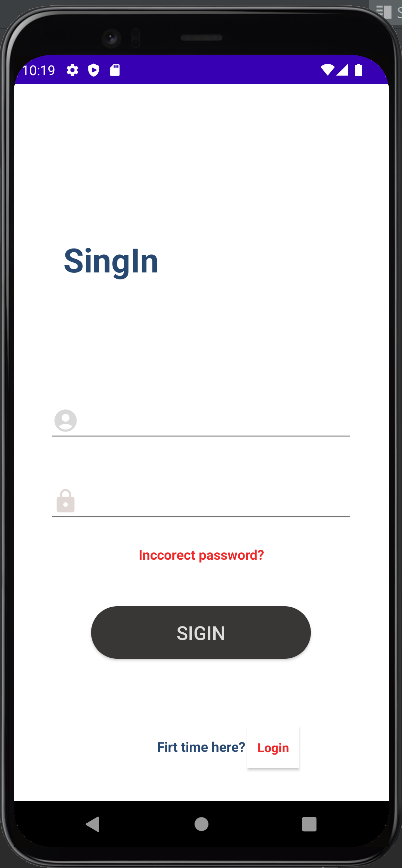 10:19
SingIn
Inccorect password?
SIGIN
Firt time here? Login